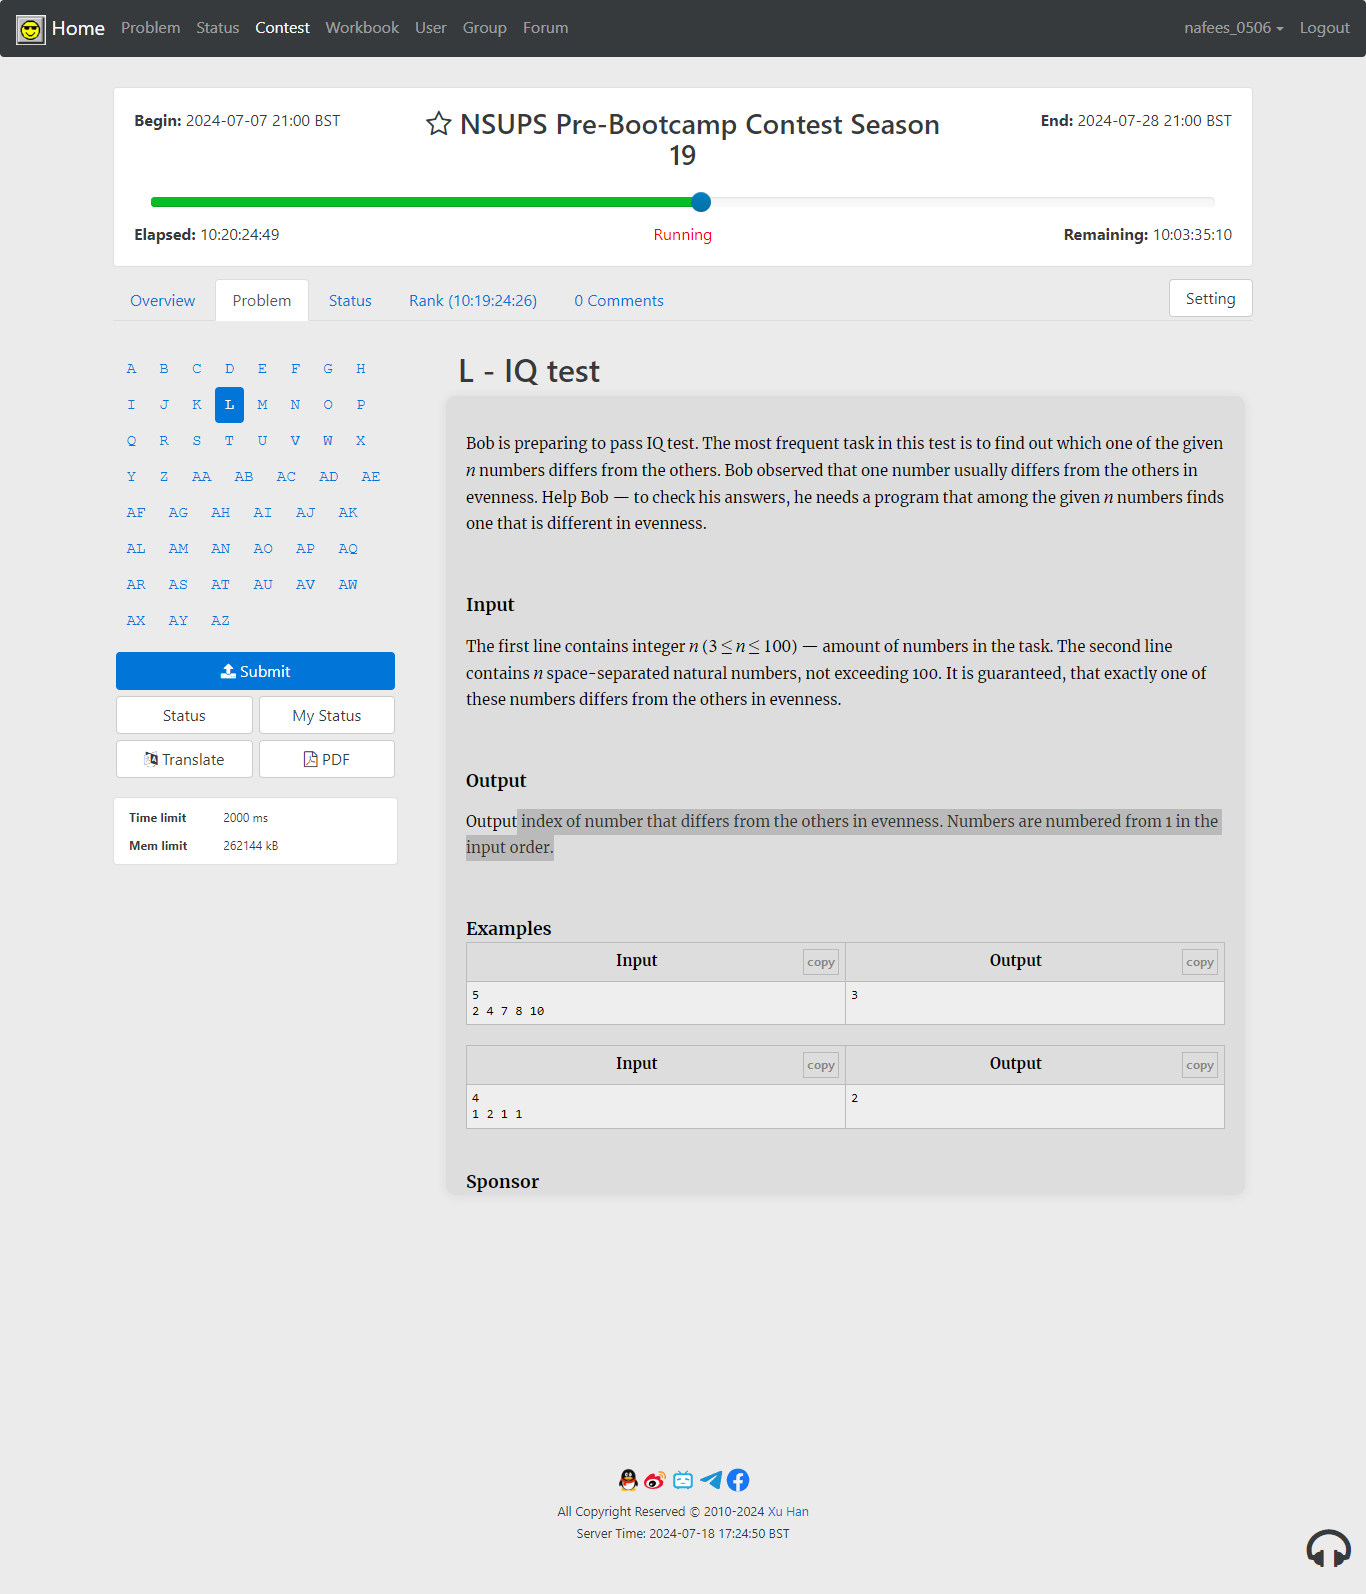 Home Problem Status Contest Workbook User Group Forum nafees_0506 Logout
Begin: 2024-07-07 21:00 BST
NSUPS Pre-Bootcamp Contest Season
19
End: 2024-07-28 21:00 BST
Elapsed: 10:20:24:49
Running
Remaining: 10:03:35:10
Overview Problem Status Rank (10:19:24:26) 0 Comments Setting
A B C D E F G H
I J K L M N O P
Q R S T U V W X
Y Z AA AB AC AD AE
AF AG AH AI AJ AK
AL AM AN AO AP AQ
AR AS AT AU AV AW
AX AY AZ
Submit
Status My Status
Translate PDF
Time limit 2000 ms
Mem limit 262144 kB
L - IQ test
Bob is preparing to pass IQ test. The most frequent task in this test is to find out which one of the given
n numbers differs from the others. Bob observed that one number usually differs from the others in
evenness. Help Bob — to check his answers, he needs a program that among the given n numbers finds
one that is different in evenness.
Input
The first line contains integer n (3 ≤ n ≤ 100) — amount of numbers in the task. The second line
contains n space-separated natural numbers, not exceeding 100. It is guaranteed, that exactly one of
these numbers differs from the others in evenness.
Output
Output index of number that differs from the others in evenness. Numbers are numbered from 1 in the
input order.
Examples
Input copy Output copy
5 3
2 4 7 8 10
Input copy Output copy
4 2
1 2 1 1
Sponsor
All Copyright Reserved © 2010-2024 Xu Han
Server Time: 2024-07-18 17:24:50 BST